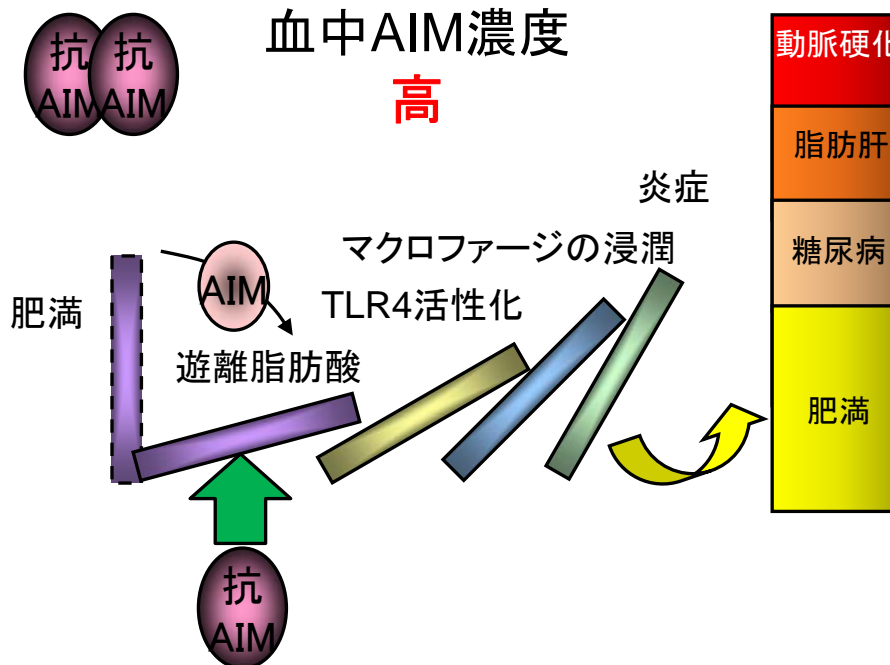 血中AIM濃度
高
抗 抗
AIM AIM
動脈硬化
脂肪肝
糖尿病
肥満
炎症
マクロファージの浸潤
TLR4活性化
AIM
肥満
遊離脂肪酸
抗
AIM